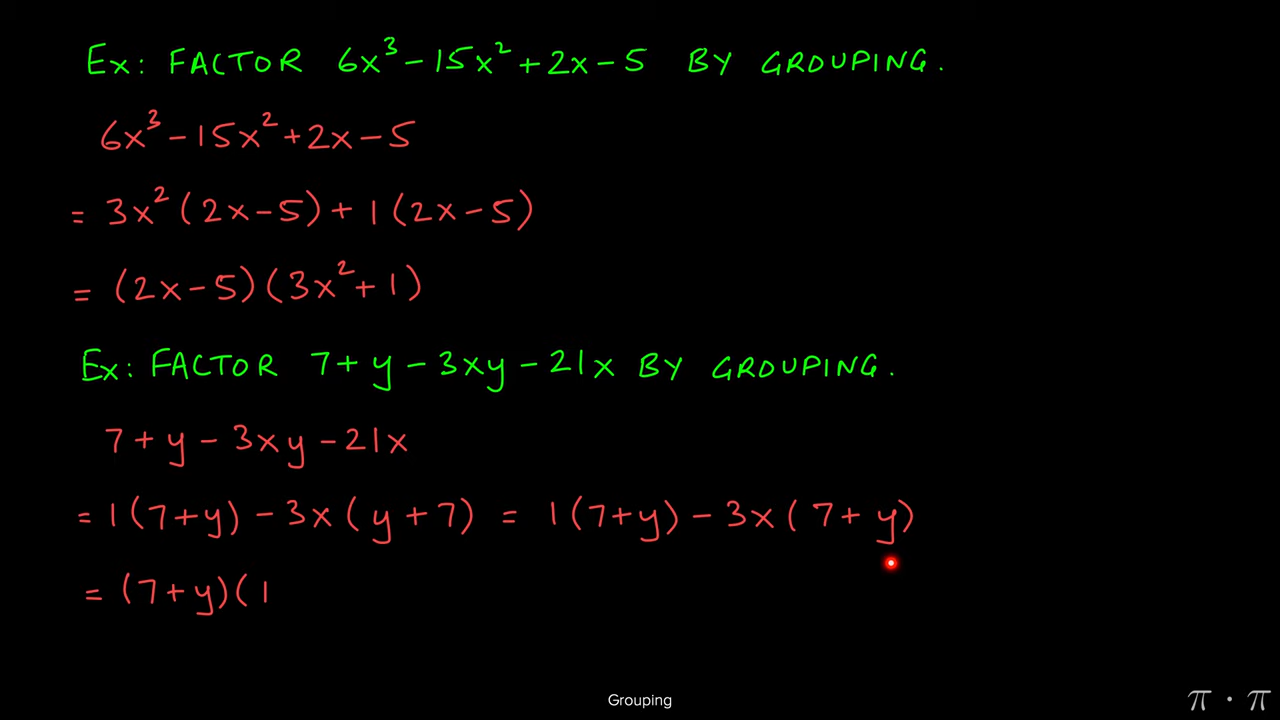 Ex: FACTOR 6x³ - 15x² + 2x - 5 BY GROUPING.
6x³ - 15x² + 2x - 5
= 3x² (2x - 5) + 1 (2x - 5)
= (2x - 5) (3x² + 1)
Ex: FACTOR 7 + y - 3xy - 21x BY GROUPING.
7 + y - 3xy - 21x
= 1 (7 + y) - 3x (y + 7) = 1 (7 + y) - 3x (7 + y)
= (7 + y) (1
Grouping
π · π